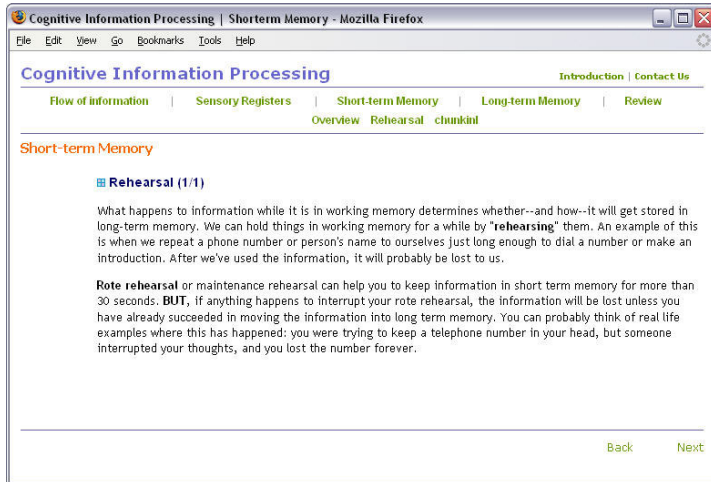 Cognitive Information Processing | Shorterm Memory - Mozilla Firefox
File Edit View Go Bookmarks Tools Help
Cognitive Information Processing
Introduction | Contact Us
Flow of information | Sensory Registers | Short-term Memory | Long-term Memory | Review
Overview Rehearsal chunkinl
Short-term Memory
Rehearsal (1/1)
What happens to information while it is in working memory determines whether--and how--it will get stored in
long-term memory. We can hold things in working memory for a while by "rehearsing" them. An example of this
is when we repeat a phone number or person's name to ourselves just long enough to dial a number or make an
introduction. After we've used the information, it will probably be lost to us.
Rote rehearsal or maintenance rehearsal can help you to keep information in short term memory for more than
30 seconds. BUT, if anything happens to interrupt your rote rehearsal, the information will be lost unless you
have already succeeded in moving the information into long term memory. You can probably think of real life
examples where this has happened: you were trying to keep a telephone number in your head, but someone
interrupted your thoughts, and you lost the number forever.
Back Next